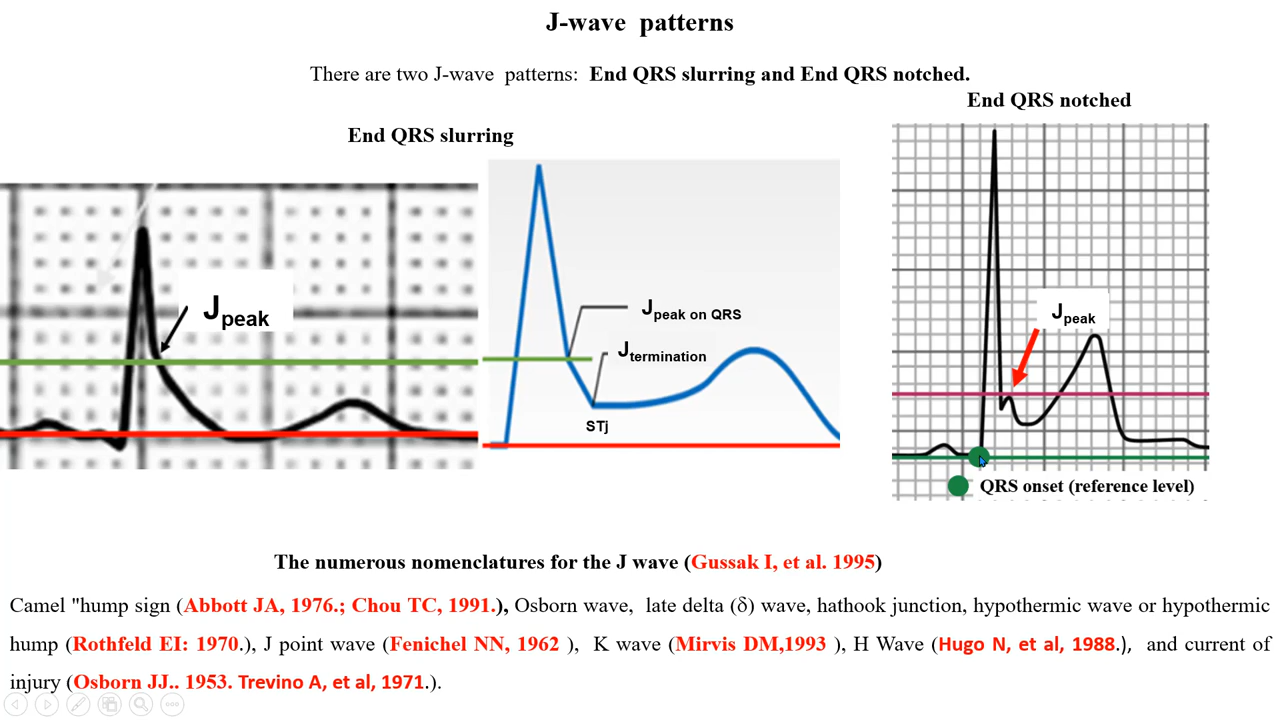 J-wave patterns
There are two J-wave patterns: End QRS slurring and End QRS notched.
End QRS notched
End QRS slurring
Jpeak
Jpeak on QRS
Jtermination
STj
Jpeak
QRS onset (reference level)
The numerous nomenclatures for the J wave (Gussak I, et al. 1995)
Camel "hump sign (Abbott JA, 1976.; Chou TC, 1991.), Osborn wave, late delta (δ) wave, hathook junction, hypothermic wave or hypothermic
hump (Rothfeld EI: 1970.), J point wave (Fenichel NN, 1962 ), K wave (Mirvis DM,1993 ), H Wave (Hugo N, et al, 1988.), and current of
injury (Osborn JJ.. 1953. Trevino A, et al, 1971.).